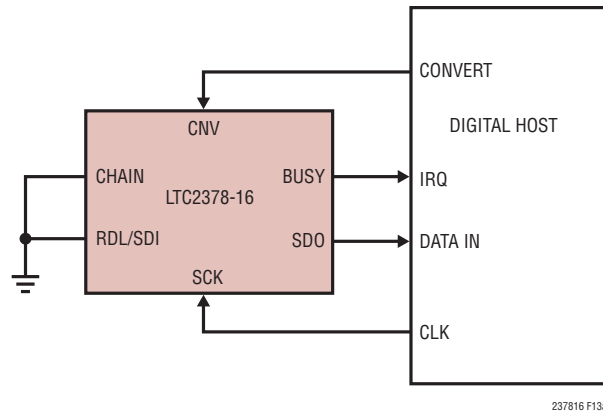 CONVERT
CNV
DIGITAL HOST
CHAIN
BUSY
IRQ
LTC2378-16
RDL/SDI
SDO
DATA IN
SCK
CLK